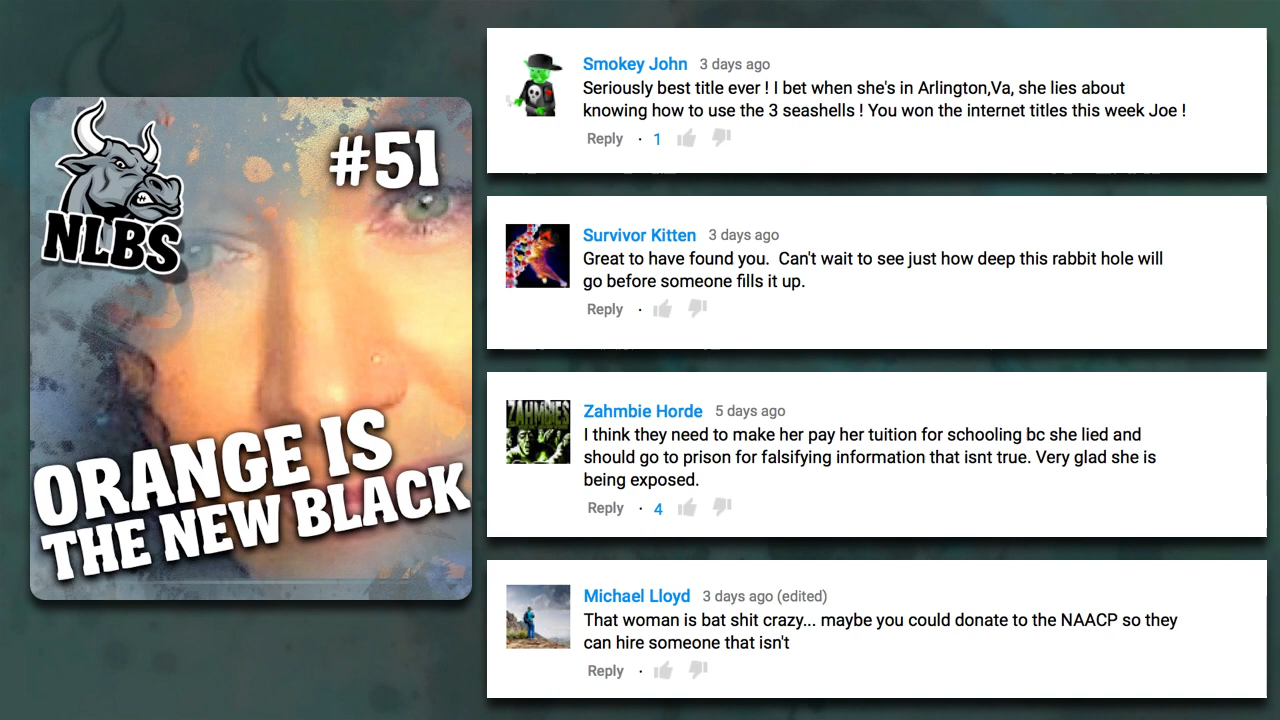 #51
NLBS
ORANGE IS
THE NEW BLACK
Smokey John 3 days ago
Seriously best title ever ! I bet when she's in Arlington,Va, she lies about
knowing how to use the 3 seashells ! You won the internet titles this week Joe !
Reply · 1
Survivor Kitten 3 days ago
Great to have found you.  Can't wait to see just how deep this rabbit hole will
go before someone fills it up.
Reply ·
ZAHMBIES
Zahmbie Horde 5 days ago
I think they need to make her pay her tuition for schooling bc she lied and
should go to prison for falsifying information that isnt true. Very glad she is
being exposed.
Reply · 4
Michael Lloyd 3 days ago (edited)
That woman is bat shit crazy... maybe you could donate to the NAACP so they
can hire someone that isn't
Reply ·